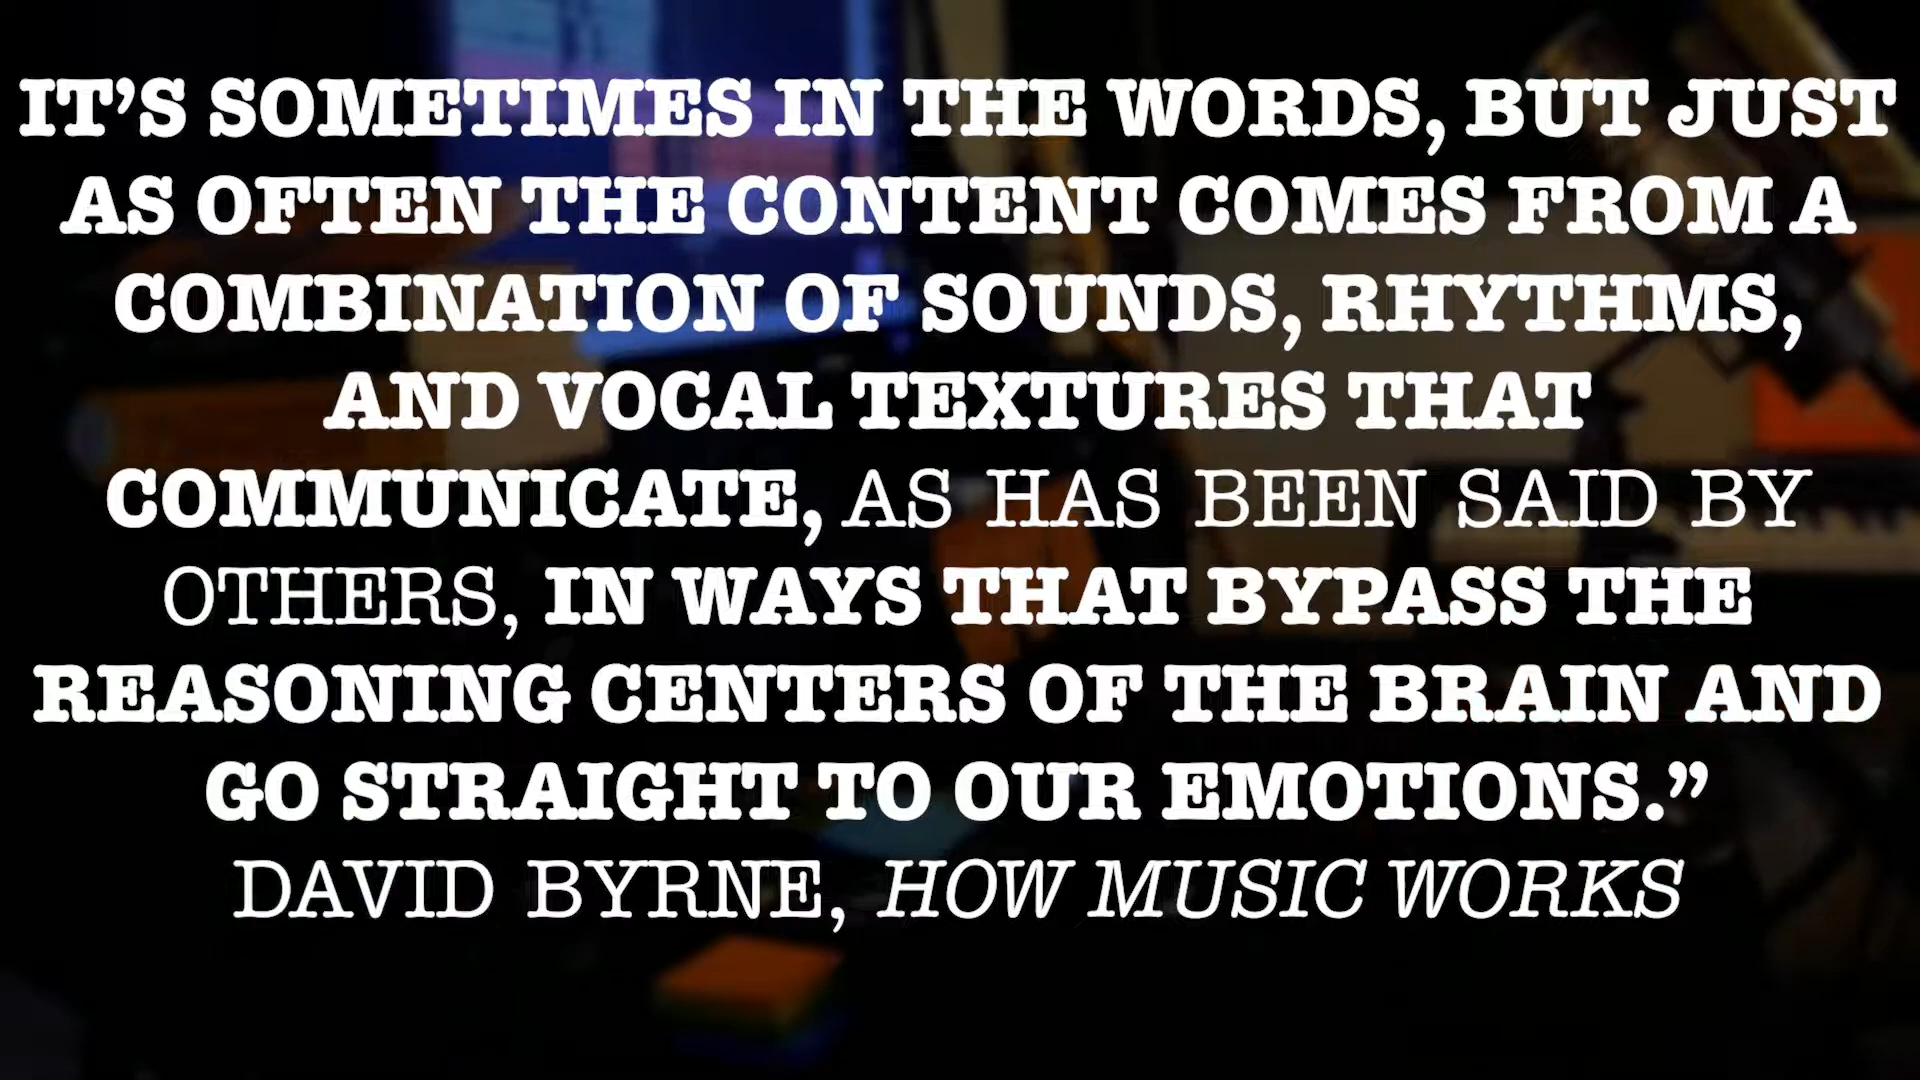 IT’S SOMETIMES IN THE WORDS, BUT JUST
AS OFTEN THE CONTENT COMES FROM A
COMBINATION OF SOUNDS, RHYTHMS,
AND VOCAL TEXTURES THAT
COMMUNICATE, AS HAS BEEN SAID BY
OTHERS, IN WAYS THAT BYPASS THE
REASONING CENTERS OF THE BRAIN AND
GO STRAIGHT TO OUR EMOTIONS.”
DAVID BYRNE, HOW MUSIC WORKS